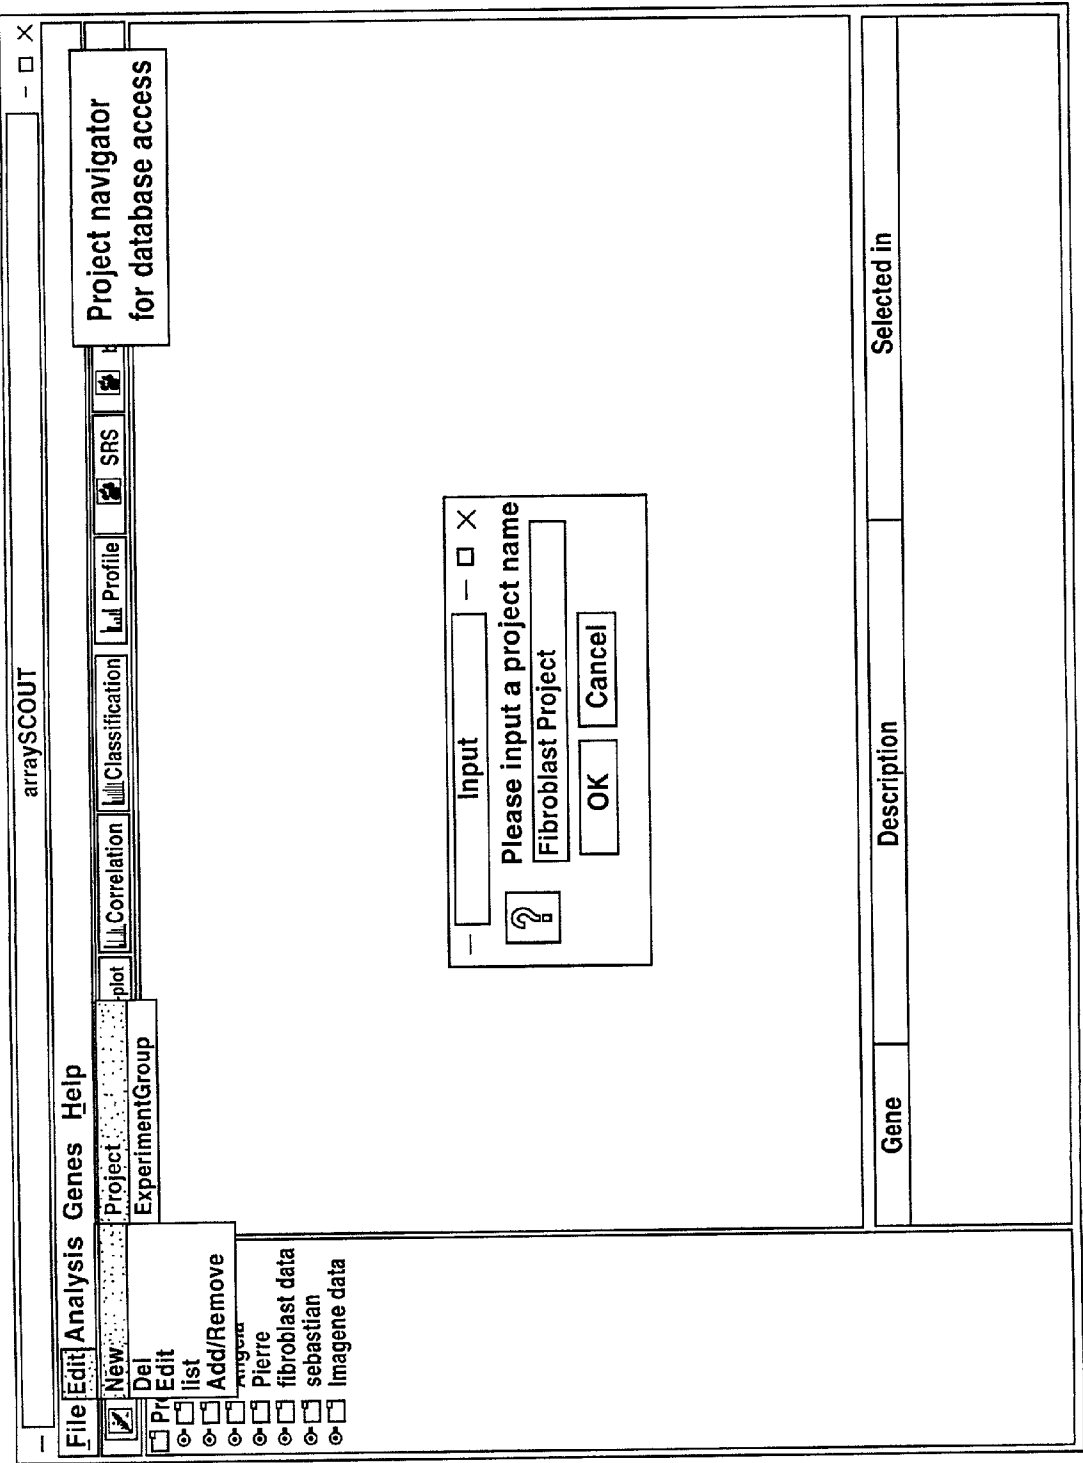 arraySCOUT
File Edit Analysis Genes Help
Project navigator
for database access
New
Project
-plot
Correlation
Classification
Profile
SRS
Del
ExperimentGroup
Edit
list
Add/Remove
Angela
Pierre
fibroblast data
sebastian
Imagene data
Input
Please input a project name
Fibroblast Project
OK
Cancel
Gene
Description
Selected in